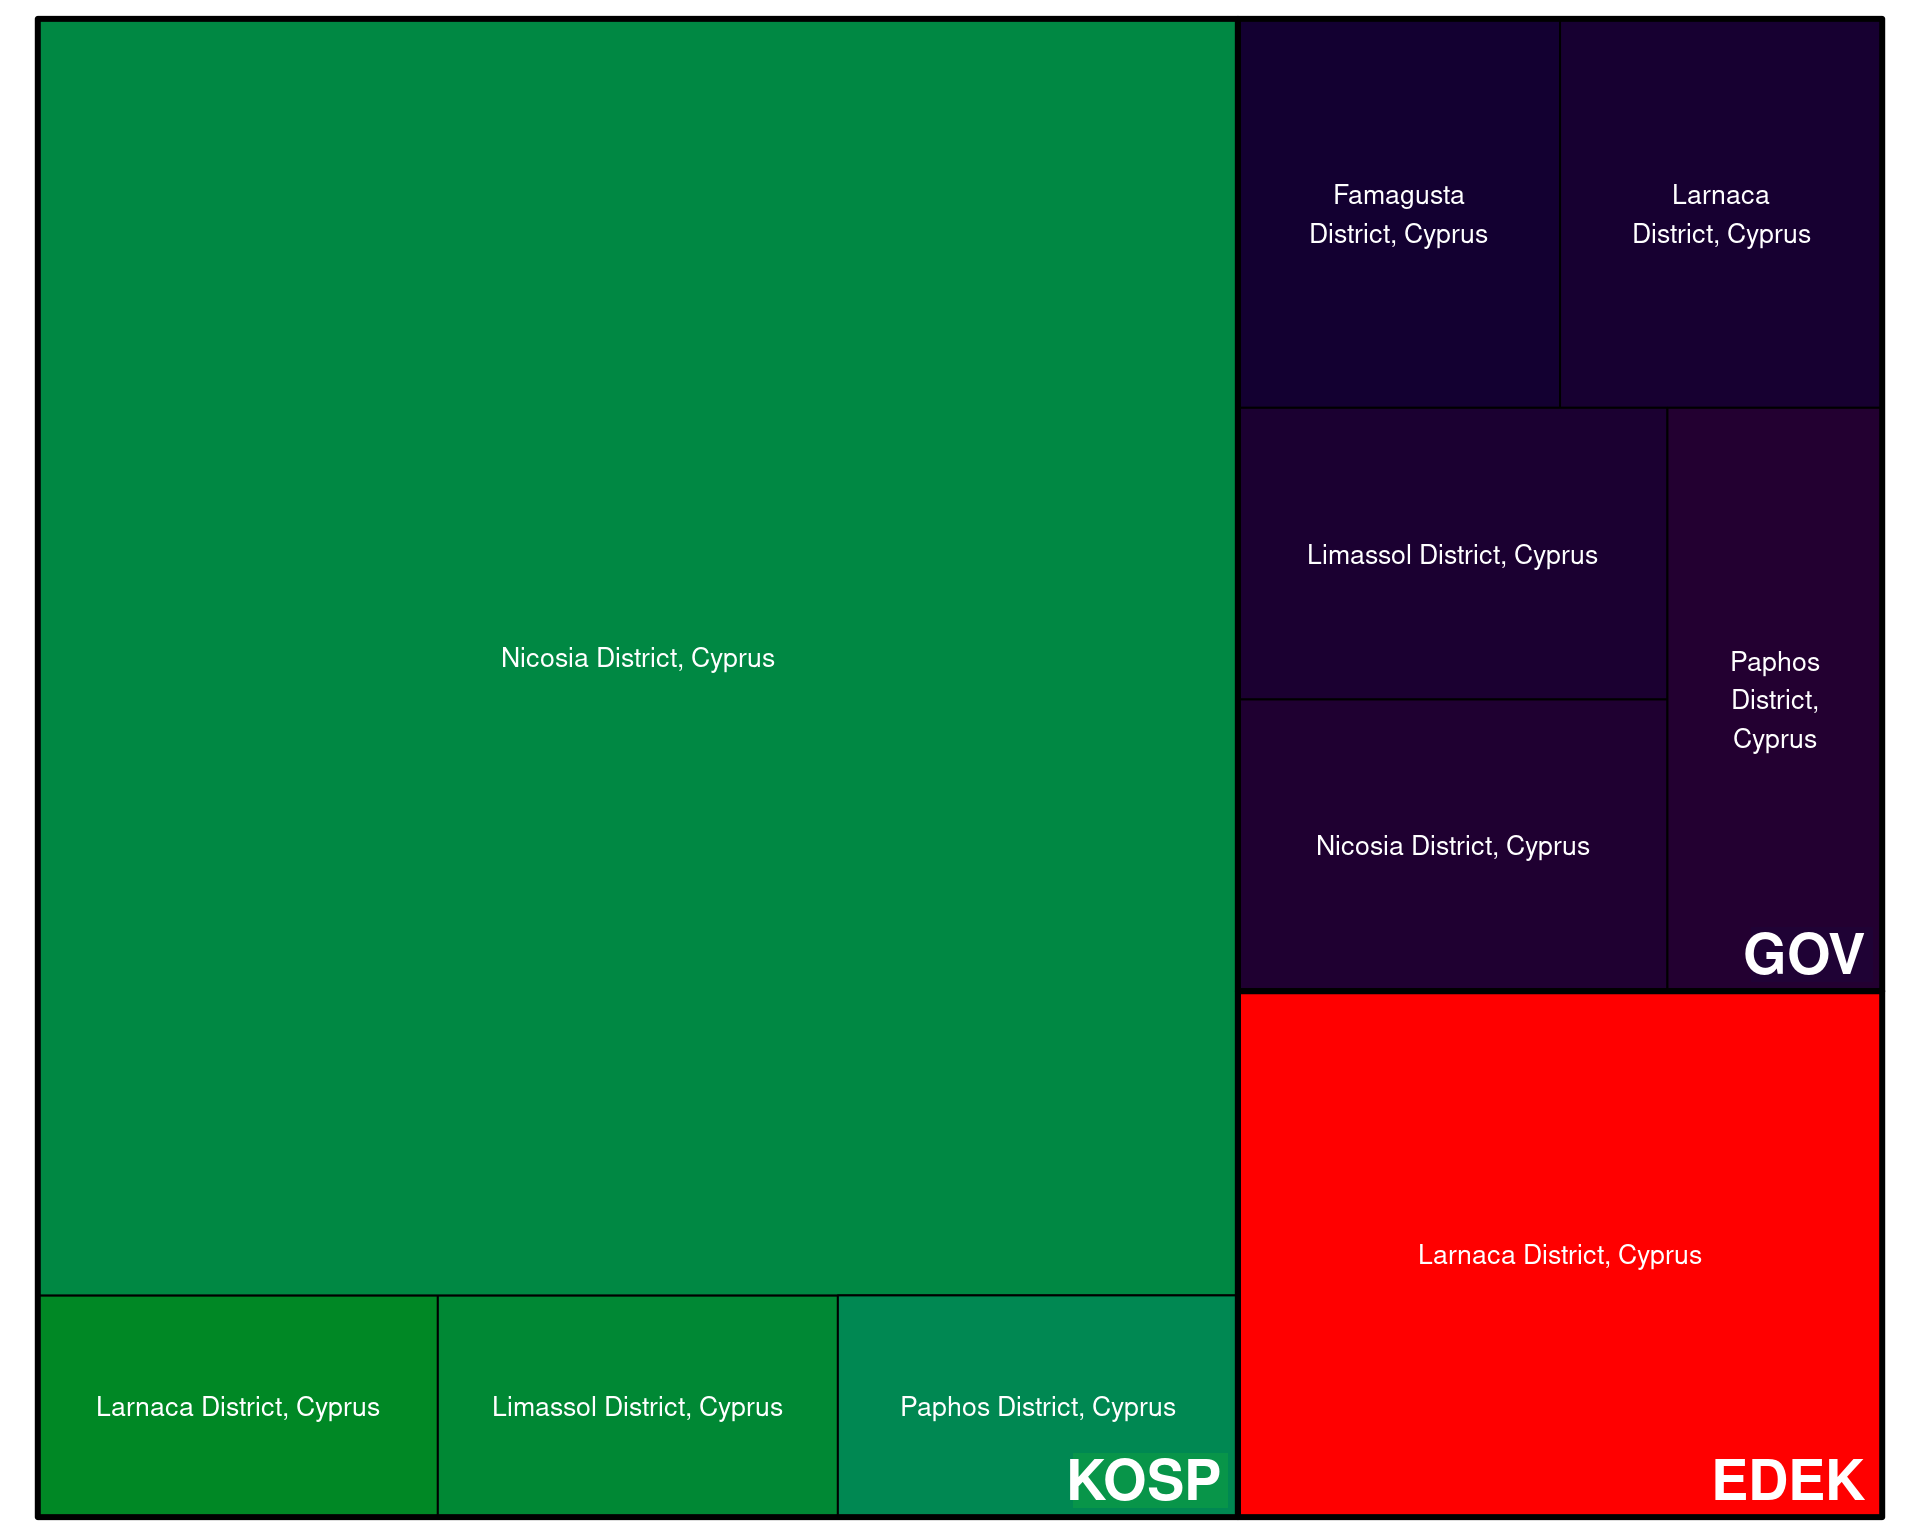 Nicosia District, Cyprus
Larnaca District, Cyprus
Limassol District, Cyprus
Paphos District, Cyprus
KOSP
Famagusta
District, Cyprus
Larnaca
District, Cyprus
Limassol District, Cyprus
Nicosia District, Cyprus
Paphos
District,
Cyprus
GOV
Larnaca District, Cyprus
EDEK